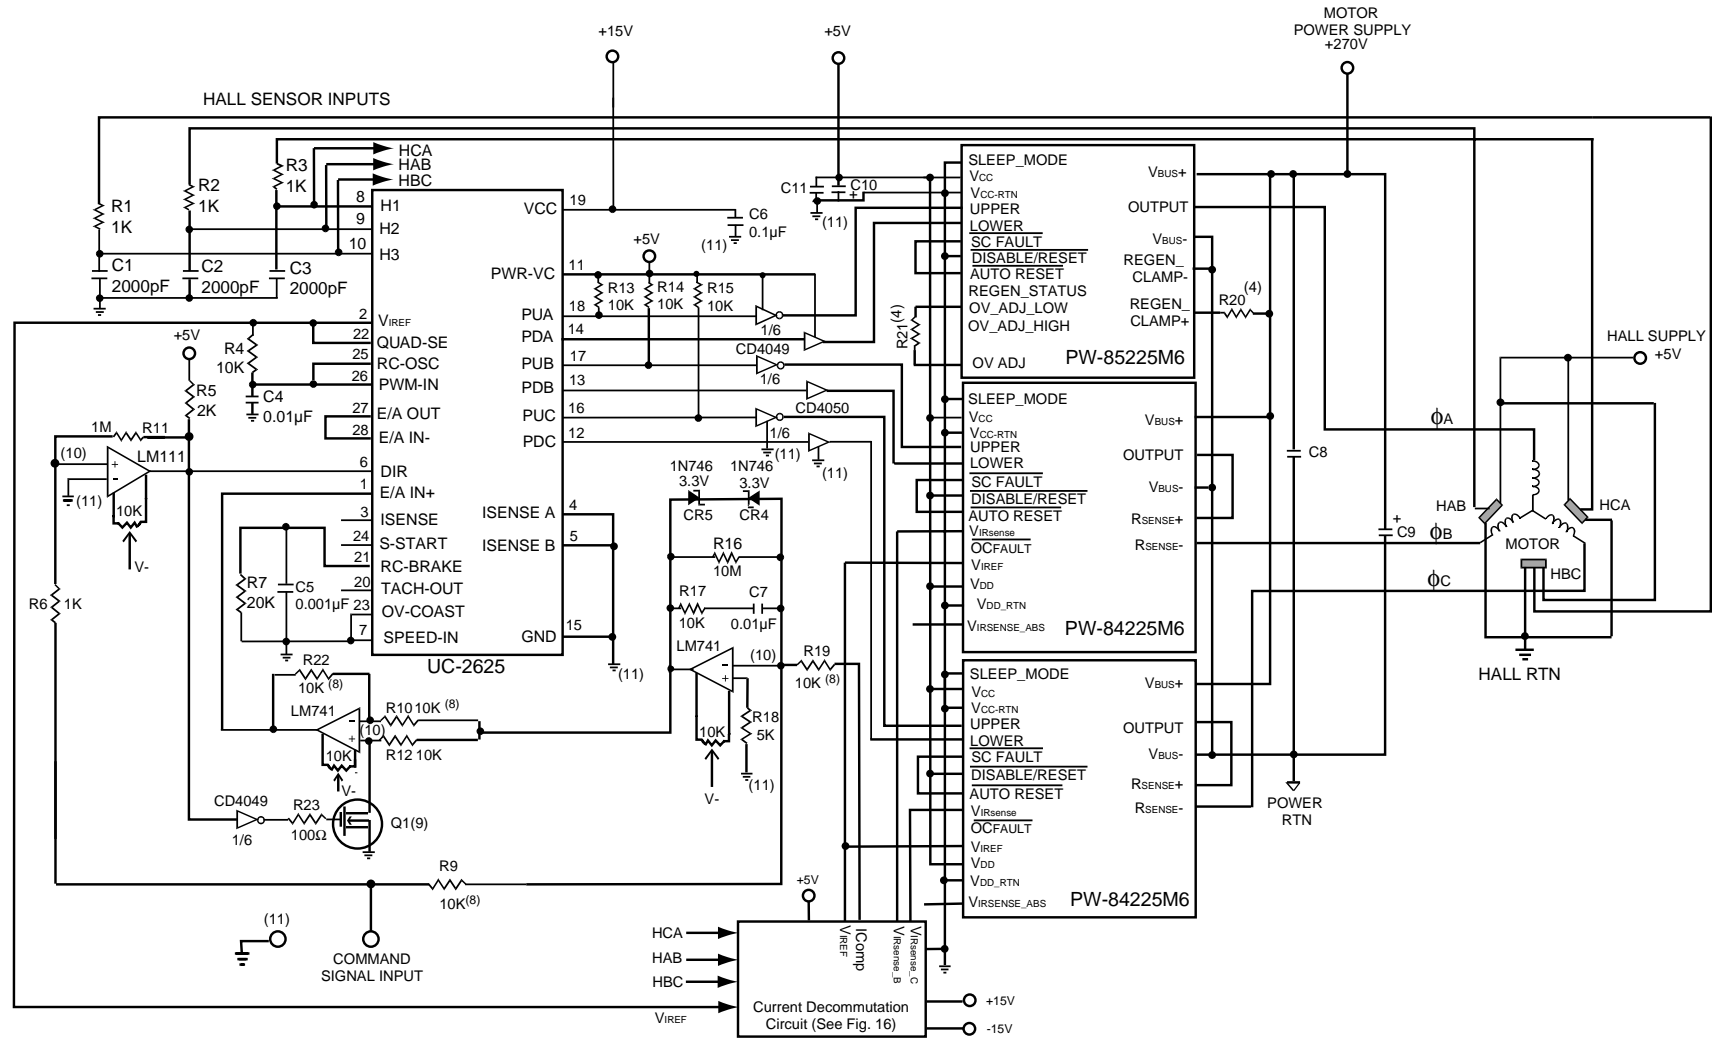 MOTOR
POWER SUPPLY
+270V
+15V
+5V
HALL SENSOR INPUTS
HCA
HAB
HBC
R1
1K
R2
1K
R3
1K
C1
2000pF
C2
2000pF
C3
2000pF
8 H1
9 H2
10 H3
2 VIREF
22 QUAD-SE
25 RC-OSC
26 PWM-IN
27 E/A OUT
28 E/A IN-
6 DIR
1 E/A IN+
3 ISENSE
24 S-START
21 RC-BRAKE
20 TACH-OUT
23 OV-COAST
7 SPEED-IN
VCC 19
PWR-VC 11
PUA 18
PDA 14
PUB 17
PDB 13
PUC 16
PDC 12
ISENSE A 4
ISENSE B 5
GND 15
UC-2625
+5V
R4
10K
R5
2K
C4
0.01µF
1M R11
(10)
LM111
+
-
(11)
10K
V-
R6 1K
R7
20K
C5
0.001µF
R22
10K (8)
LM741
-
+
(10)
10K
V-
R10 10K (8)
R12 10K
CD4049
1/6
R23
100Ω
Q1(9)
R9
10K(8)
(11)
COMMAND
SIGNAL INPUT
C6
0.1µF
(11)
+5V
R13
10K
R14
10K
R15
10K
1/6
CD4049
1/6
CD4050
1/6
(11)
(11)
1N746
3.3V
1N746
3.3V
CR5
CR4
R16
10M
R17
10K
C7
0.01µF
LM741
-
+
(10)
10K
V-
R19
10K (8)
R18
5K
(11)
(11)
C11
C10
+
(11)
SLEEP_MODE
VCC
VCC-RTN
UPPER
LOWER
SC FAULT
DISABLE/RESET
AUTO RESET
REGEN_STATUS
OV_ADJ_LOW
OV_ADJ_HIGH
OV ADJ
VBUS+
OUTPUT
VBUS-
REGEN_
CLAMP-
REGEN_
CLAMP+
PW-85225M6
R21(4)
R20 (4)
SLEEP_MODE
VCC
VCC-RTN
UPPER
LOWER
SC FAULT
DISABLE/RESET
AUTO RESET
VIRsense
OCFAULT
VIREF
VDD
VDD_RTN
VIRSENSE_ABS
VBUS+
OUTPUT
VBUS-
RSENSE+
RSENSE-
PW-84225M6
SLEEP_MODE
VCC
VCC-RTN
UPPER
LOWER
SC FAULT
DISABLE/RESET
AUTO RESET
VIRsense
OCFAULT
VIREF
VDD
VDD_RTN
VIRSENSE_ABS
VBUS+
OUTPUT
VBUS-
RSENSE+
RSENSE-
PW-84225M6
C8
+
C9
POWER
RTN
ϕA
ϕB
ϕC
HALL SUPPLY
+5V
HAB
HCA
MOTOR
HBC
HALL RTN
+5V
HCA
HAB
HBC
VIREF
VIREF
IComp
VIRsense_B
VIRsense_C
Current Decommutation
Circuit (See Fig. 16)
+15V
-15V